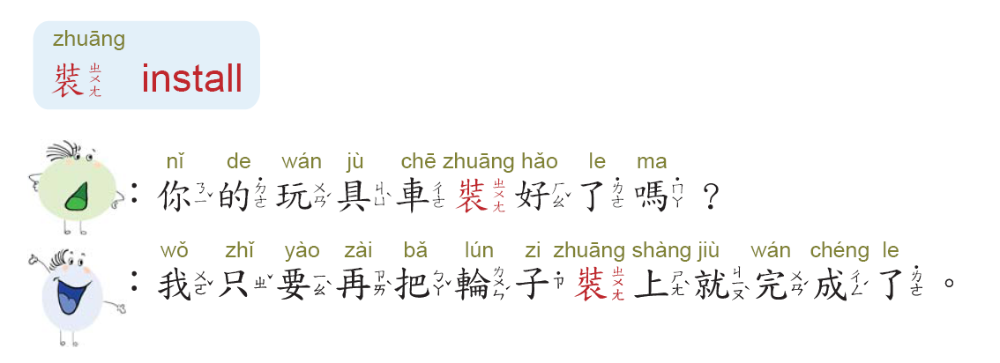 zhuāng
裝ㄓㄨㄤ install
nǐ de wán jù chē zhuāng hǎo le ma
：你ㄋㄧˇ的˙ㄉㄜ玩ㄨㄢˊ具ㄐㄩˋ車ㄔㄜ裝ㄓㄨㄤ好ㄏㄠˇ了˙ㄌㄜ嗎˙ㄇㄚ？
wǒ zhǐ yào zài bǎ lún zi zhuāng shàng jiù wán chéng le
：我ㄨㄛˇ只ㄓˇ要ㄧㄠˋ再ㄗㄞˋ把ㄅㄚˇ輪ㄌㄨㄣˊ子˙ㄗ裝ㄓㄨㄤ上ㄕㄤˋ就ㄐㄧㄡˋ完ㄨㄢˊ成ㄔㄥˊ了˙ㄌㄜ。